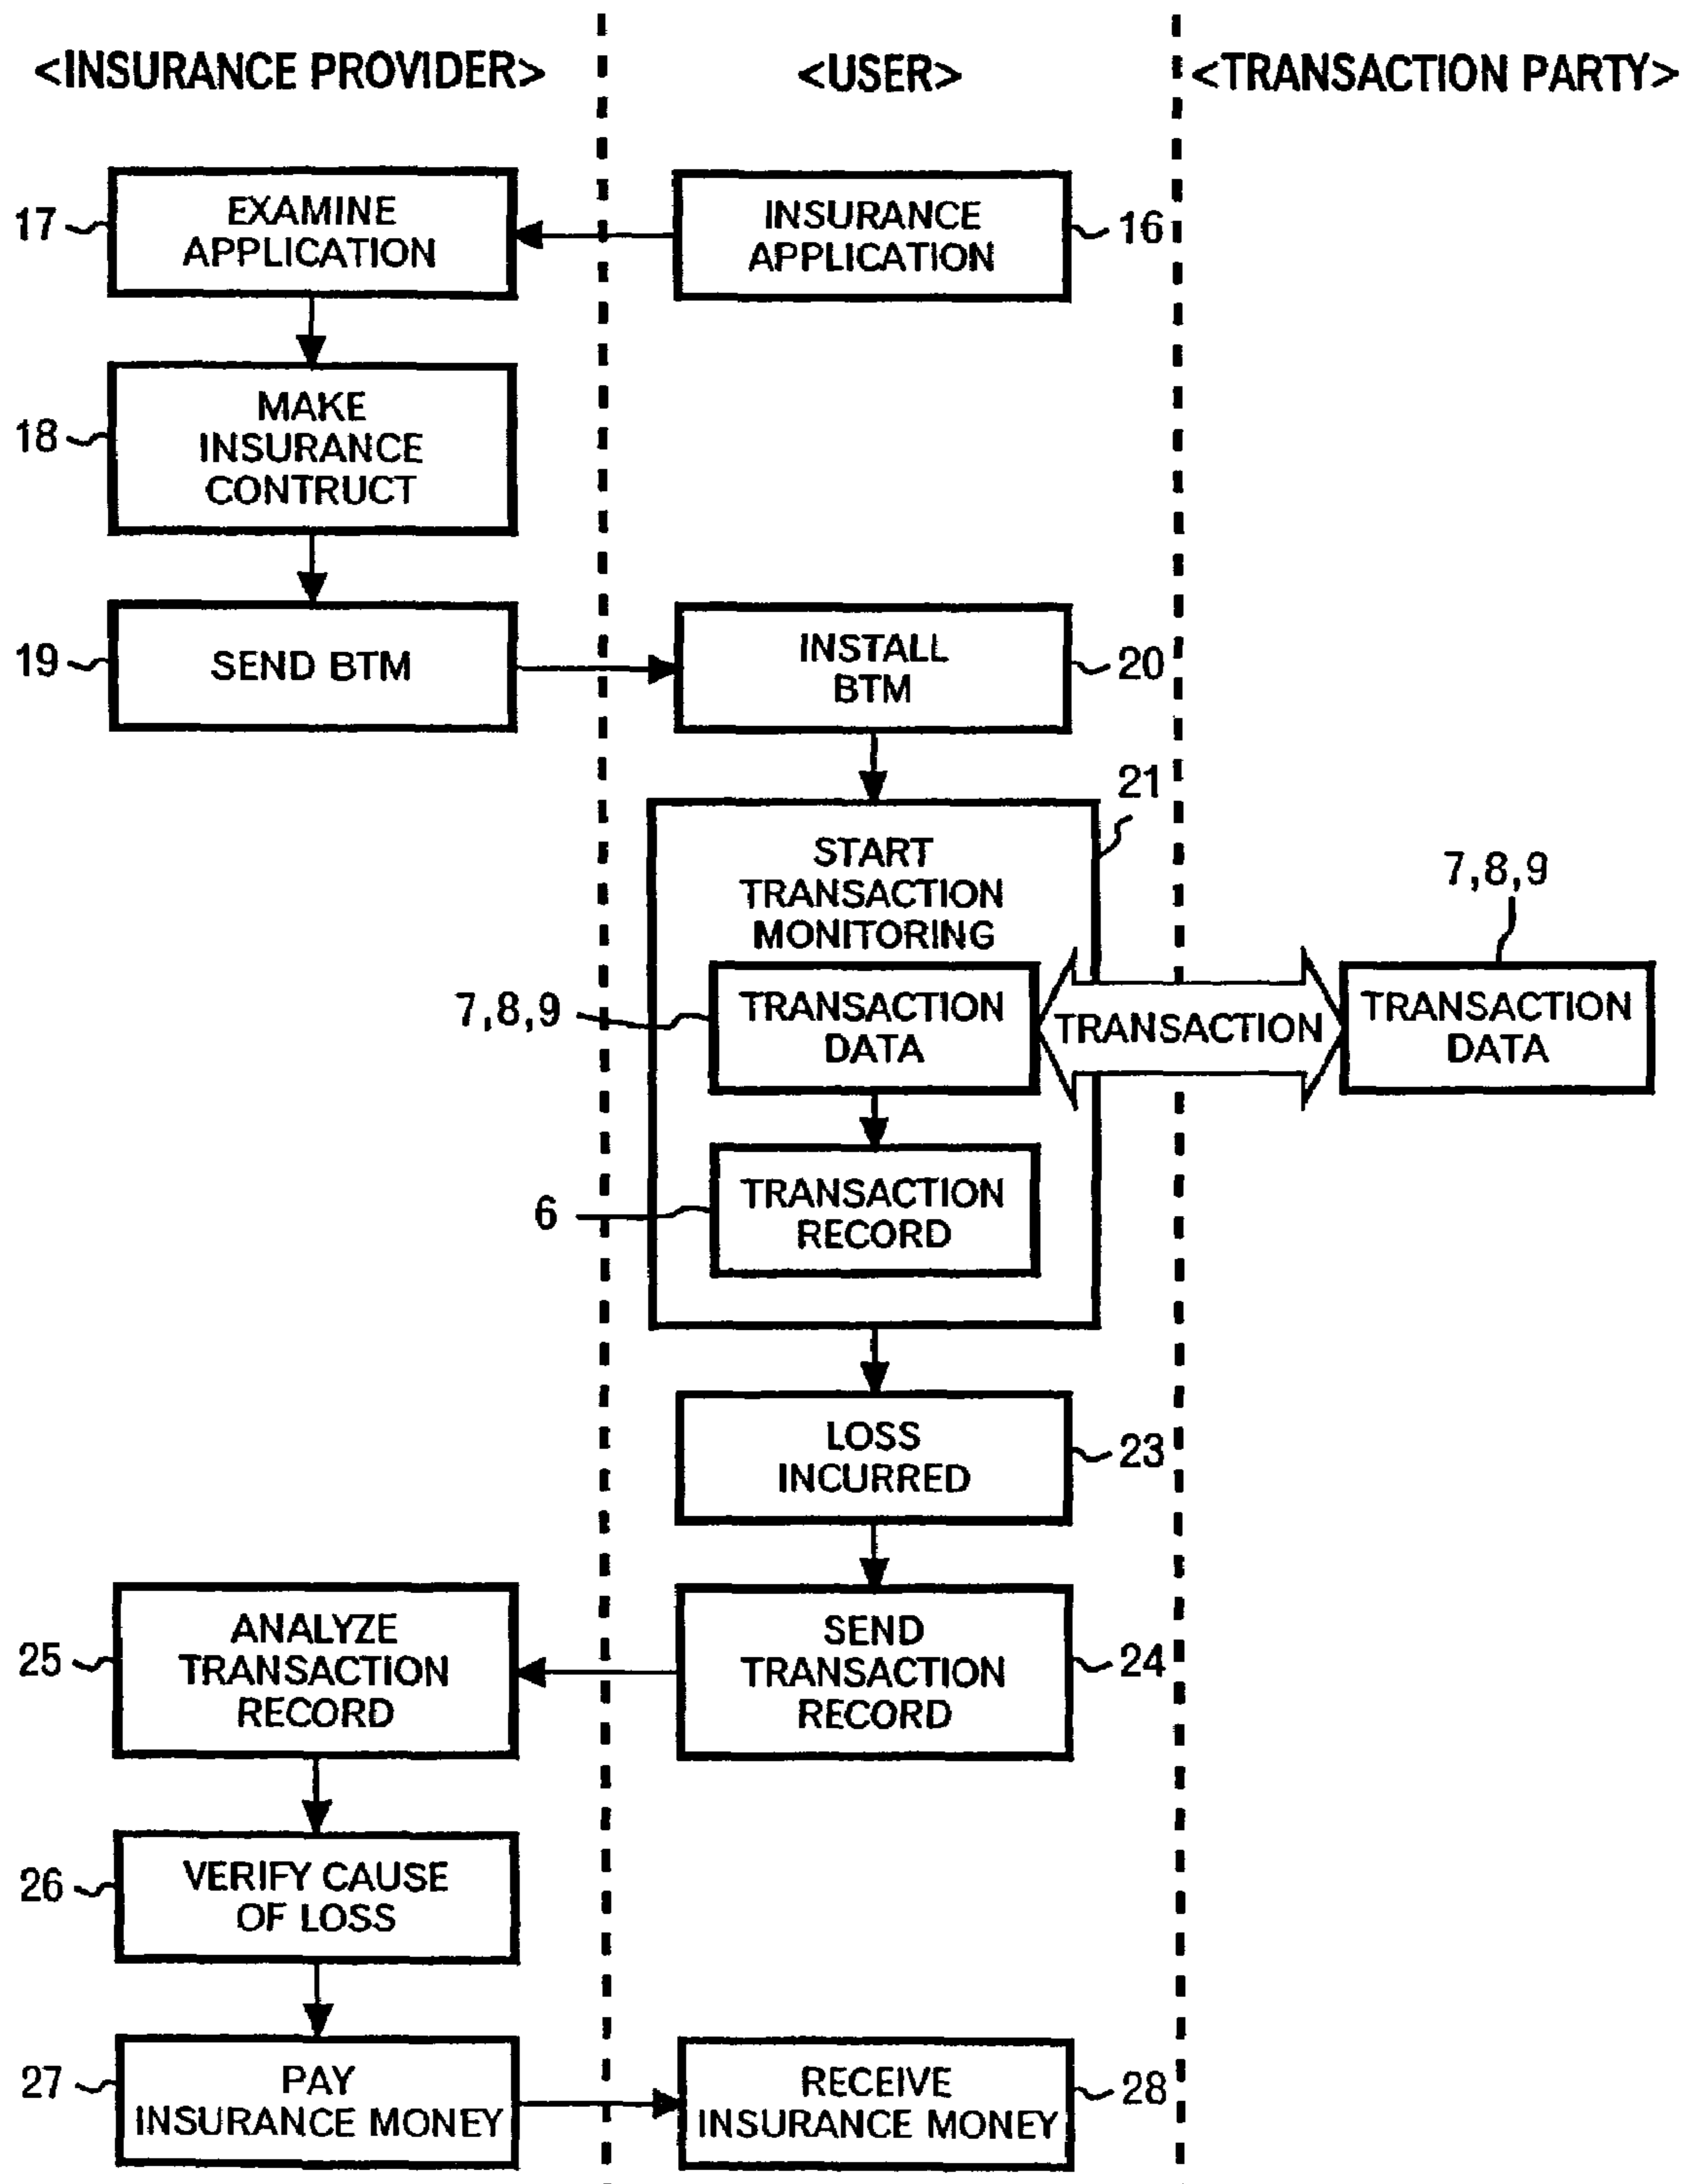 <INSURANCE PROVIDER>
<USER>
<TRANSACTION PARTY>
17
EXAMINE
APPLICATION
INSURANCE
APPLICATION
16
18
MAKE
INSURANCE
CONTRUCT
19
SEND BTM
INSTALL
BTM
20
21
START
TRANSACTION
MONITORING
7,8,9
TRANSACTION
DATA
TRANSACTION
7,8,9
TRANSACTION
DATA
6
TRANSACTION
RECORD
LOSS
INCURRED
23
25
ANALYZE
TRANSACTION
RECORD
SEND
TRANSACTION
RECORD
24
26
VERIFY CAUSE
OF LOSS
27
PAY
INSURANCE MONEY
RECEIVE
INSURANCE MONEY
28